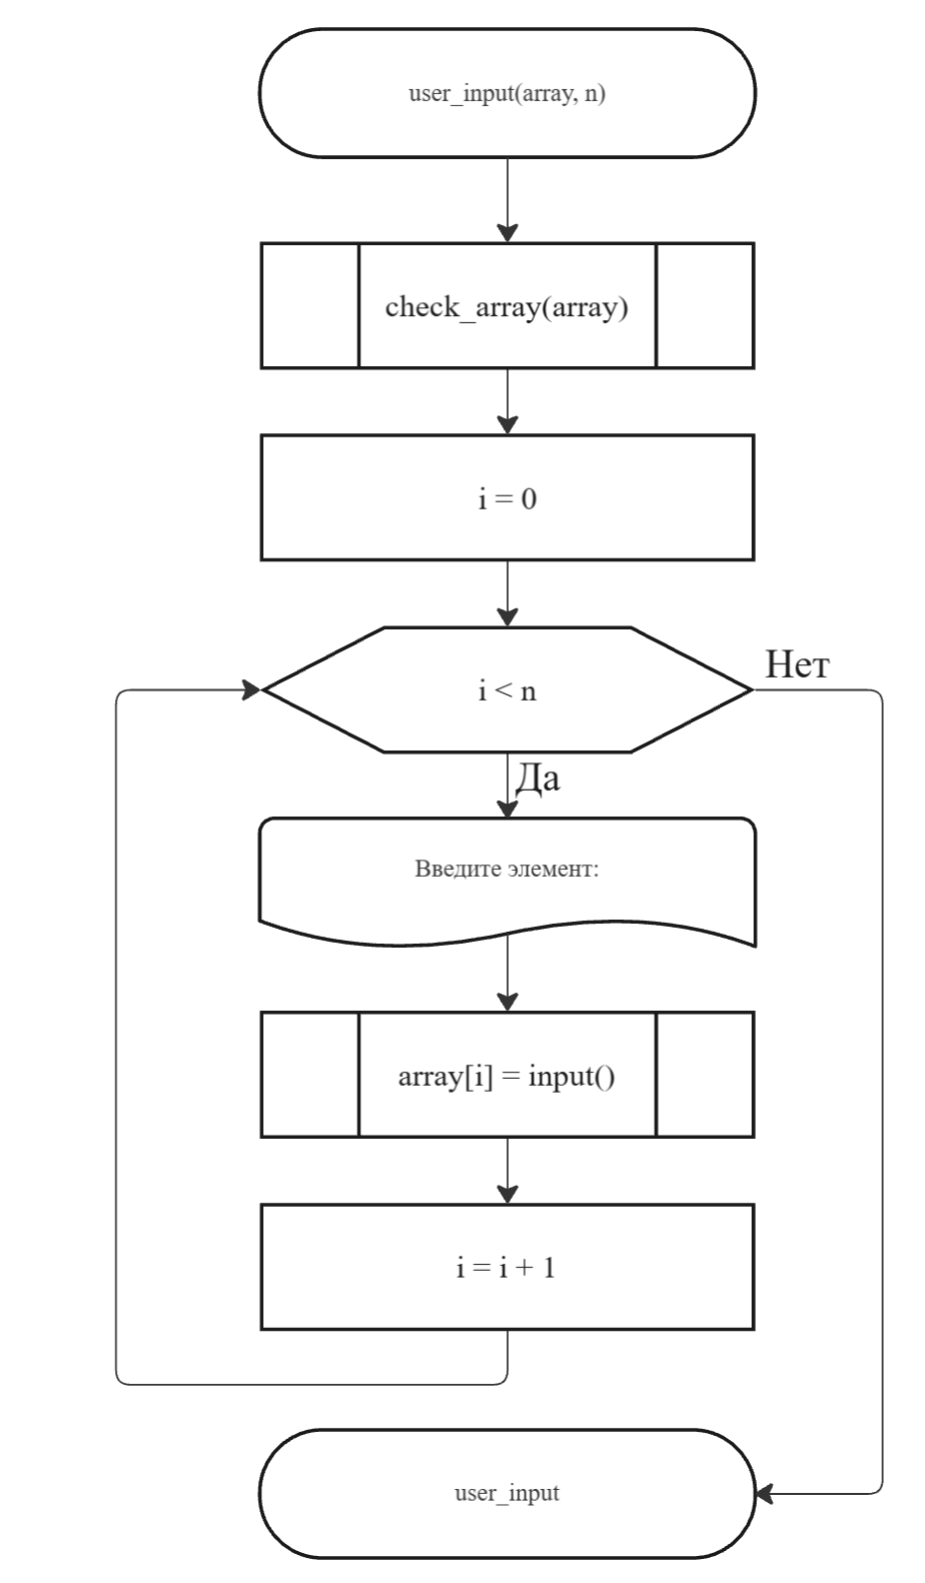 user_input(array, n)
check_array(array)
i = 0
i < n
Нет
Да
Введите элемент:
array[i] = input()
i = i + 1
user_input